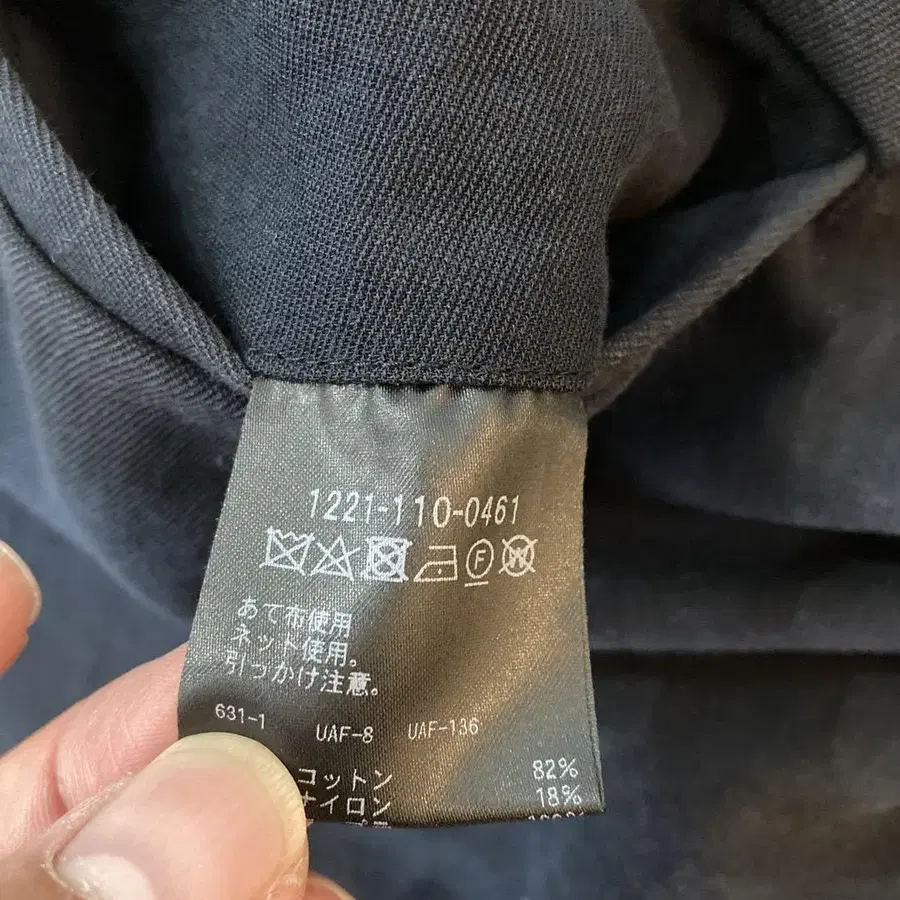 1221-110-0461
F W
あて布使用
ネット使用。
引っかけ注意。
631-1 UAF-8 UAF-136
コットン 82%
ナイロン 18%